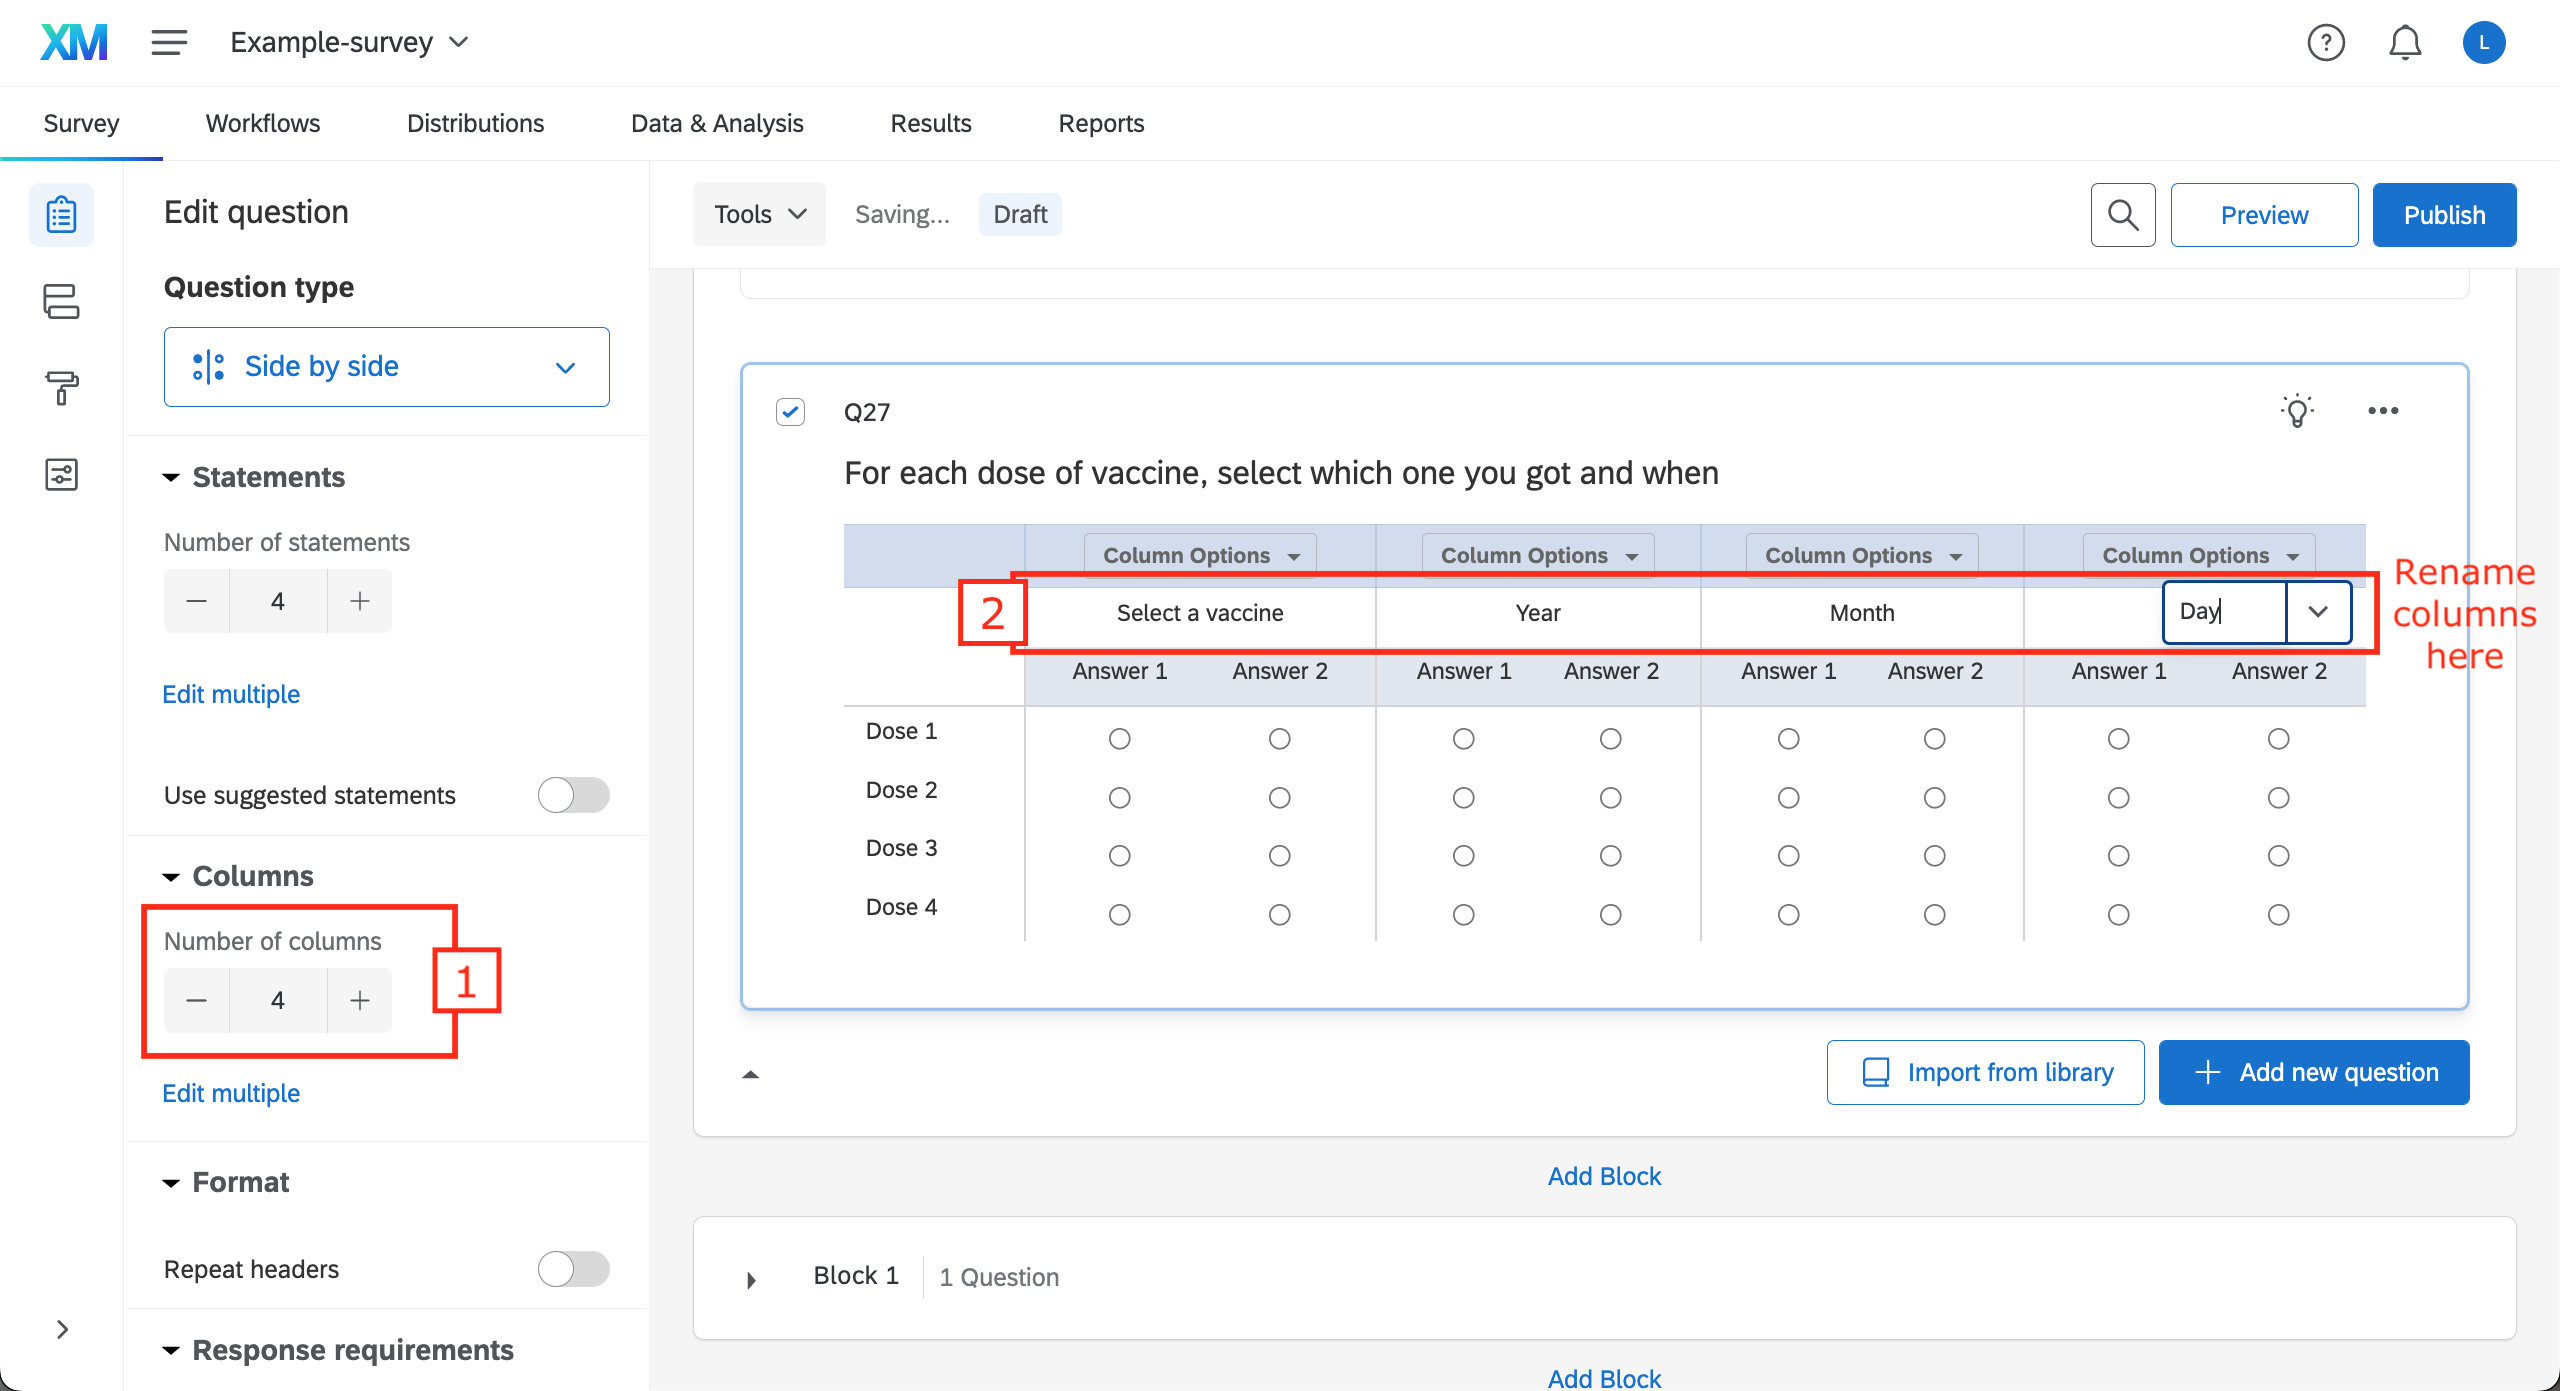 XM Example-survey ? L
Survey Workflows Distributions Data & Analysis Results Reports
Edit question
Tools Saving... Draft Preview Publish
Question type
Side by side
Statements
Number of statements
4
Edit multiple
Use suggested statements
Columns
Number of columns
4
1
Edit multiple
Format
Repeat headers
Response requirements
Q27
For each dose of vaccine, select which one you got and when
Column Options Column Options Column Options Column Options
2 Select a vaccine Year Month Day
Rename
columns
here
Answer 1 Answer 2 Answer 1 Answer 2 Answer 1 Answer 2 Answer 1 Answer 2
Dose 1
Dose 2
Dose 3
Dose 4
Import from library Add new question
Add Block
Block 1 1 Question
Add Block